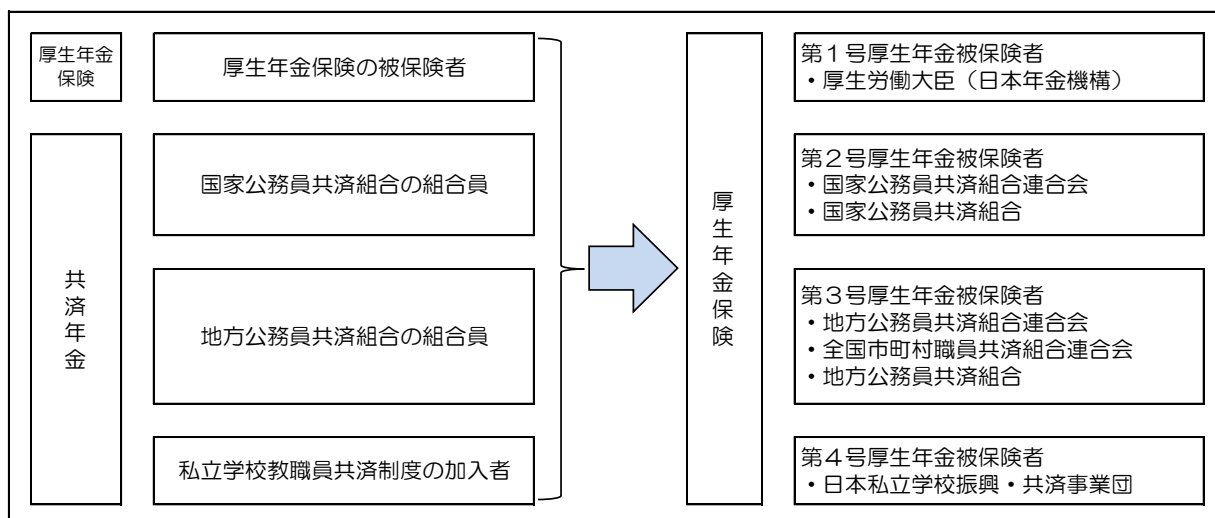 厚生年金
保険
厚生年金保険の被保険者
共済年金
国家公務員共済組合の組合員
地方公務員共済組合の組合員
私立学校教職員共済制度の加入者
厚生年金保険
第1号厚生年金被保険者
・厚生労働大臣（日本年金機構）
第2号厚生年金被保険者
・国家公務員共済組合連合会
・国家公務員共済組合
第3号厚生年金被保険者
・地方公務員共済組合連合会
・全国市町村職員共済組合連合会
・地方公務員共済組合
第4号厚生年金被保険者
・日本私立学校振興・共済事業団